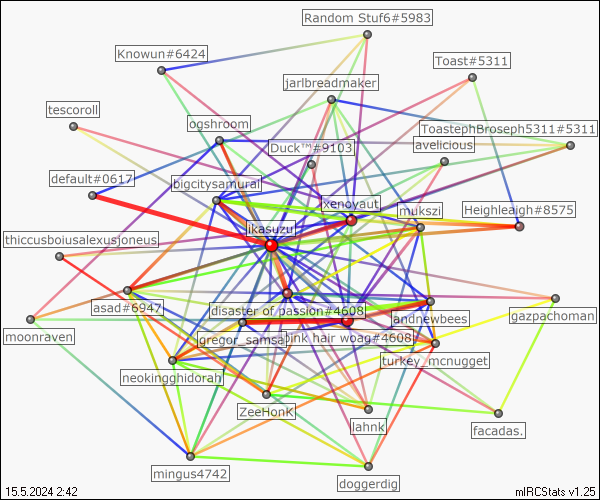 Random Stuf6#5983
Knowun#6424
Toast#5311
jarlbreadmaker
tescoroll
ogshroom
ToastephBroseph5311#5311
Duck™#9103
avelicious
default#0617
bigcitysamurai
xenoyaut
mukszi
Heighleaigh#8575
ikasuzu
thiccusboiusalexusjoneus
asad#6947
disaster of passion#4608
andnewbees
gazpachoman
moonraven
gregor_samsa
pink hair woag#4608
turkey_mcnugget
neokingghidorah
ZeeHonK
lahnk
facadas.
mingus4742
doggerdig
15.5.2024 2:42
mIRCStats v1.25